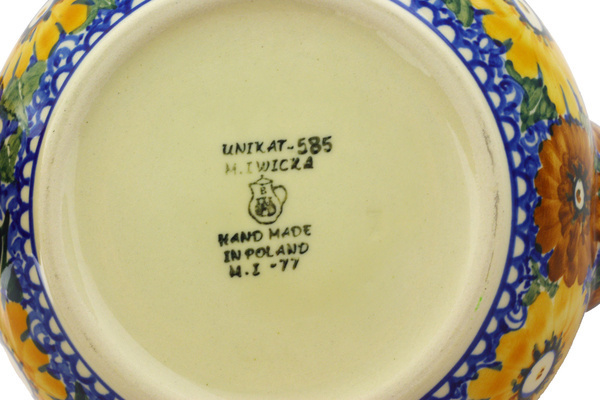 UNIKAT-585
M.IWICKA
B
HAND MADE
IN POLAND
M.I -77